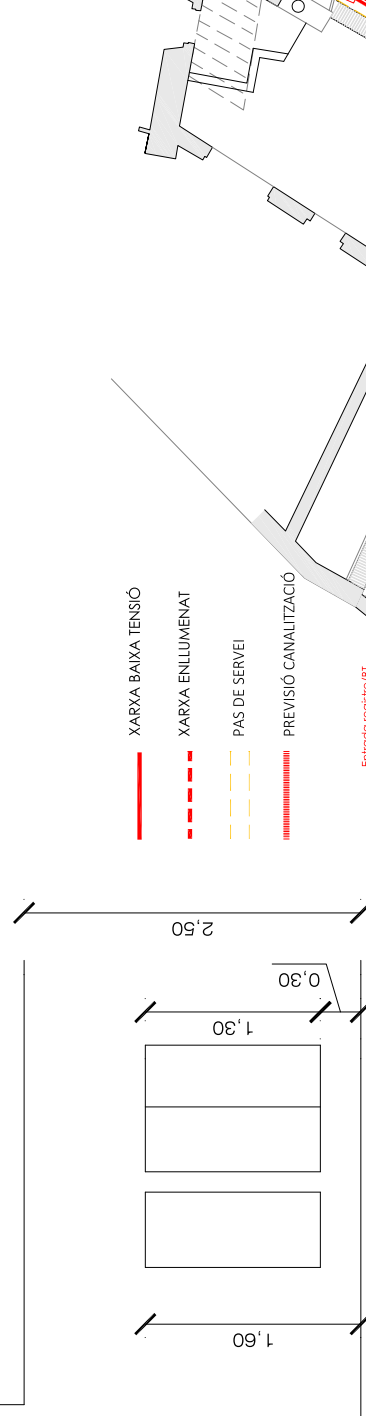 XARXA BAIXA TENSIÓ
XARXA ENLLUMENAT
PAS DE SERVEI
PREVISIÓ CANALITZACIÓ
2,50
0,30
1,30
1,60